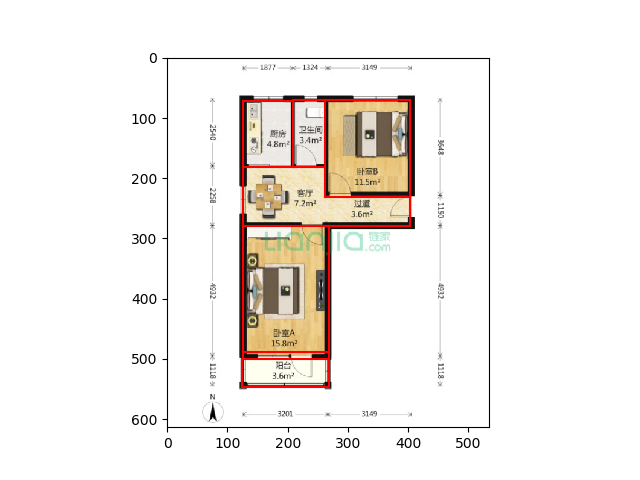 0
100
200
300
400
500
600
0
100
200
300
400
500
1877
1324
3149
2540
2258
4932
1118
3648
1150
4932
1118
厨房
4.8m²
卫生间
3.4m²
卧室B
11.5m²
客厅
7.2m²
过道
3.6m²
lianjia
链家
.com
卧室A
15.8m²
阳台
3.6m²
N
3201
3149